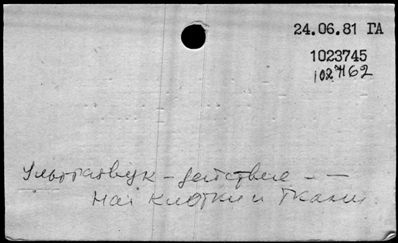 24.06.81 ГА
1023745
1027162
Ультразвук - действие - -
на клетки и ткани.